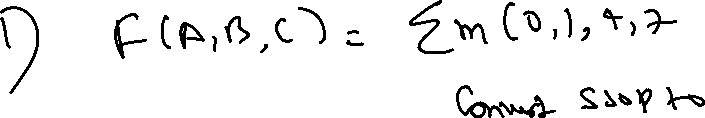 1) F(A,B,C) = Σm(0,1,4,7
Convert SSOP to